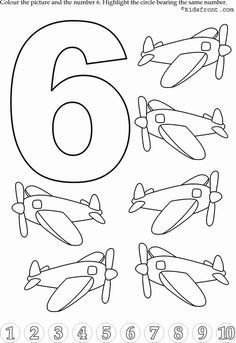 Colour the picture and the number 6. Highlight the circle bearing the same number.
©Kidsfront.com
6
1 2 3 4 5 6 7 8 9 10